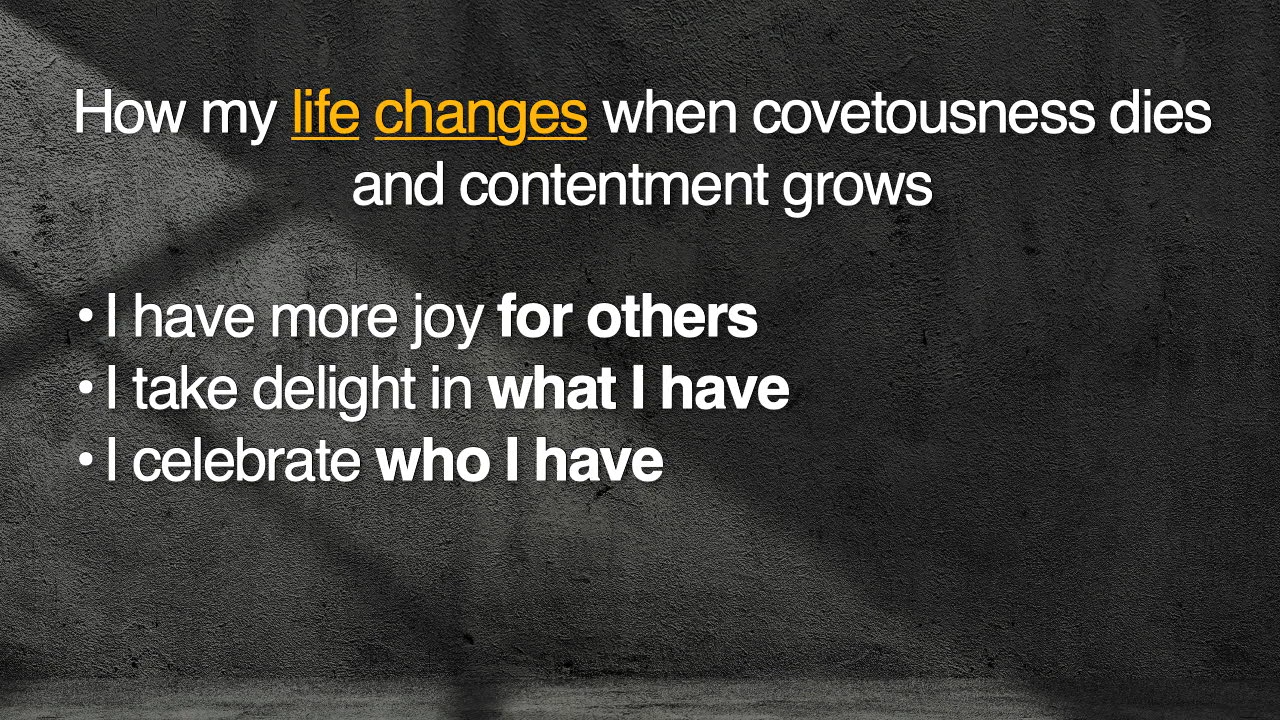 How my life changes when covetousness dies
and contentment grows
• I have more joy for others
• I take delight in what I have
• I celebrate who I have